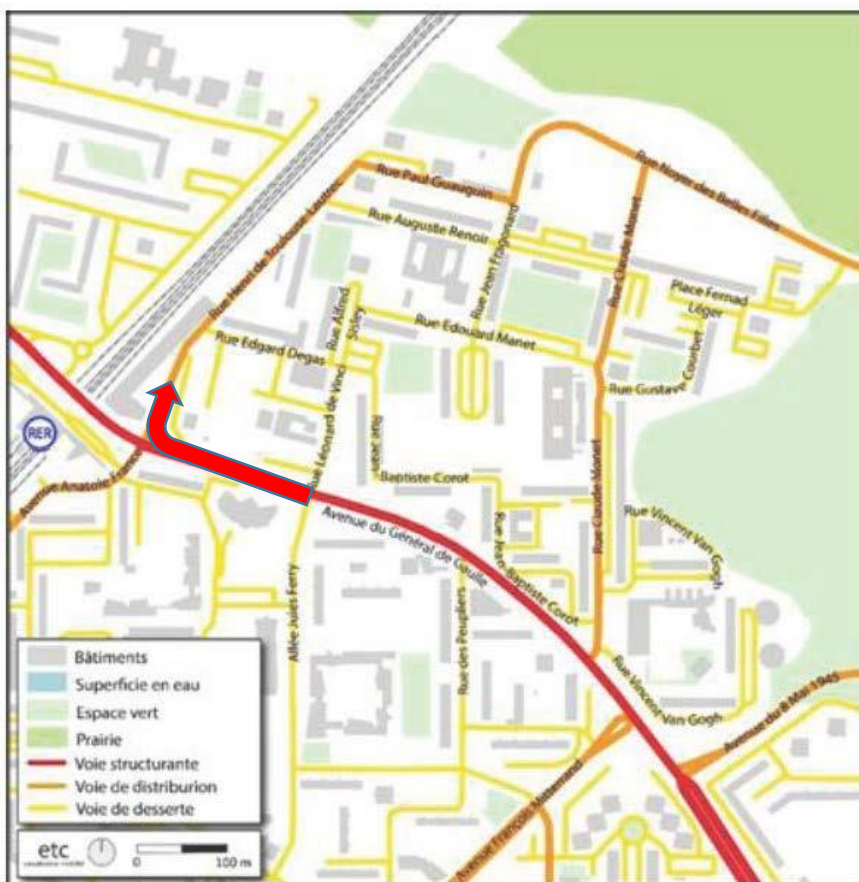 Rue Noyer des Belles Filles
Rue Paul Guauguin
Rue Henri de Toulouse-Lautrec
Rue Auguste Renoir
Rue Jean Fragonard
Rue Claude Monet
Place Fernad
Léger
Rue Alfred
Sisley
Rue Edouard Manet
Rue Edgard Degas
Rue Gustave Courbet
Rue Léonard de Vinci
Rue Jean
Baptiste Corot
RER
Avenue Anatole France
Avenue du Général de Gaulle
Rue Jean-Baptiste Corot
Rue Claude Monet
Rue Vincent Van Gogh
Allée Jules Ferry
Rue des Peupliers
Rue Vincent Van Gogh
Avenue du 8 Mai 1945
Avenue François Mitterrand
Bâtiments
Superficie en eau
Espace vert
Prairie
Voie structurante
Voie de distriburion
Voie de desserte
etc
0 100 m